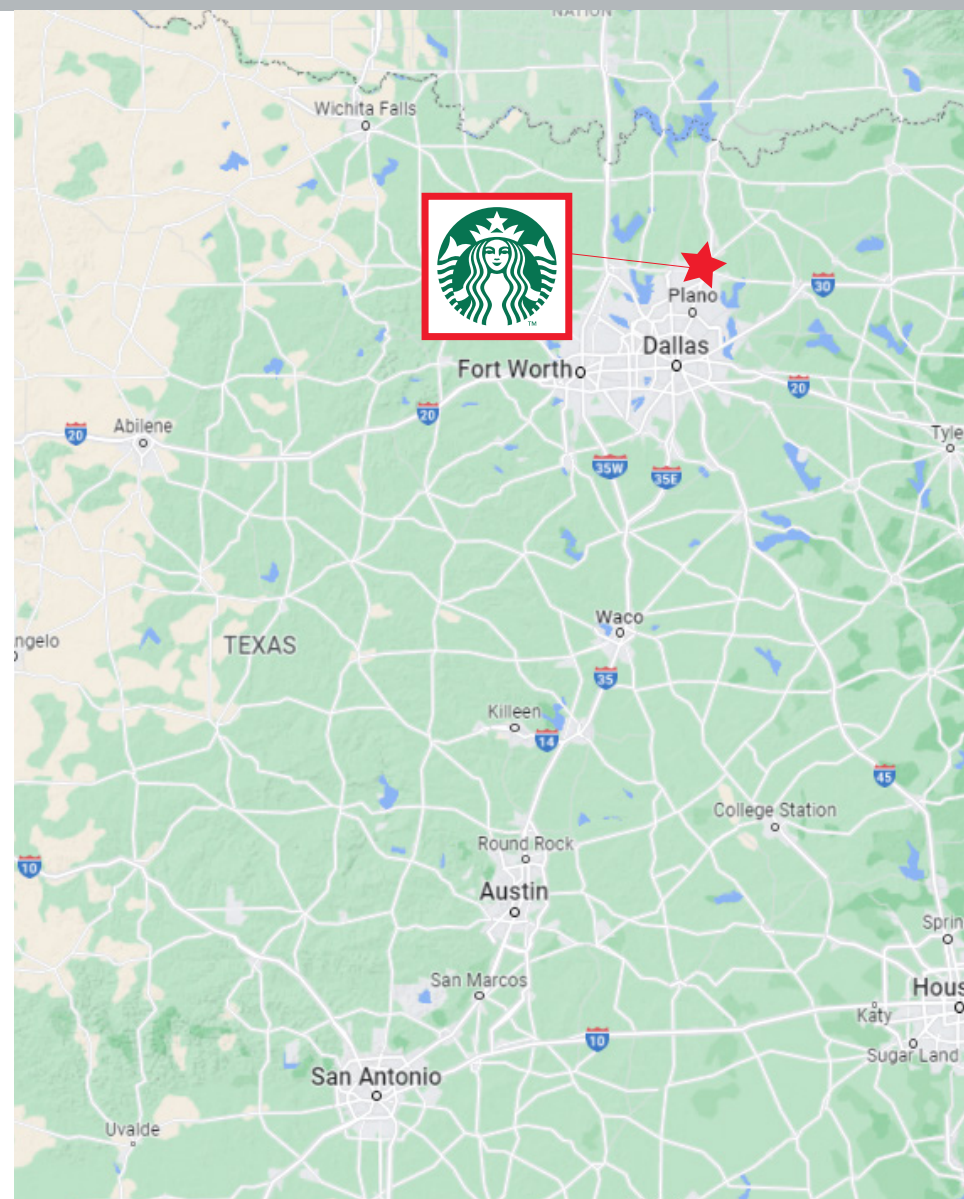 NATION
Wichita Falls
TM
30
Plano
Dallas
Fort Worth
20
20
Abilene
20
Tyle
35W
35E
Waco
ngelo
TEXAS
35
Killeen
14
45
College Station
Round Rock
10
Austin
Sprin
San Marcos
Hous
Katy
10
Sugar Land
San Antonio
Uvalde